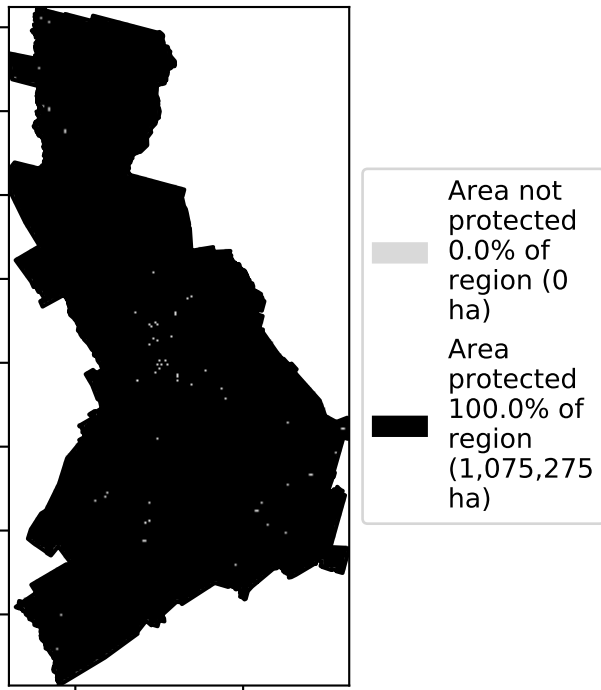 Area not
protected
0.0% of
region (0
ha)
Area
protected
100.0% of
region
(1,075,275
ha)